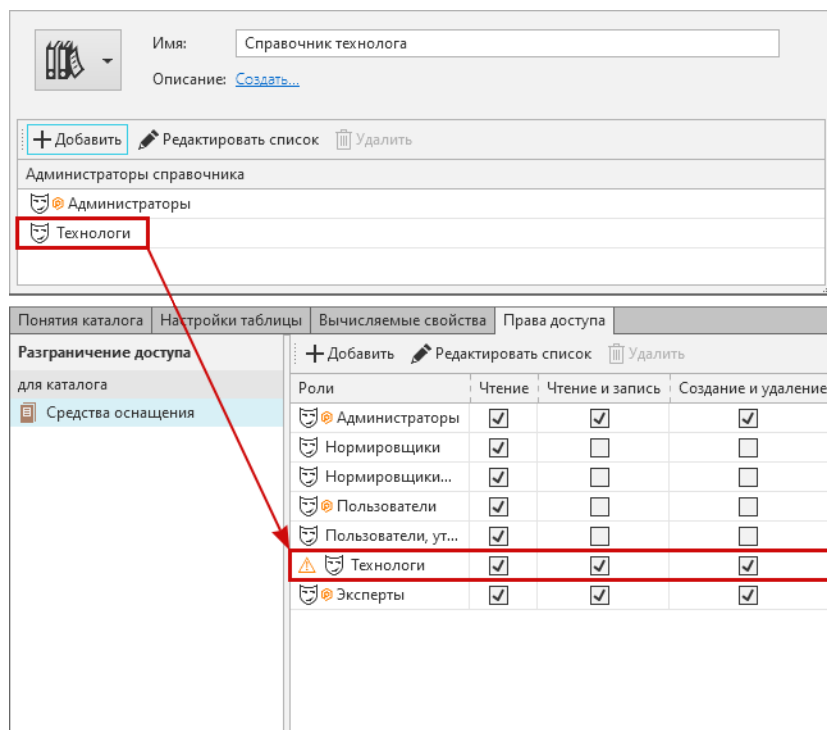 Имя: Справочник технолога
Описание: Создать...
Добавить Редактировать список Удалить
Администраторы справочника
Администраторы
Технологи
Понятия каталога Настройки таблицы Вычисляемые свойства Права доступа
Разграничение доступа Добавить Редактировать список Удалить
для каталога Роли Чтение Чтение и запись Создание и удаление
Средства оснащения Администраторы
Нормировщики
Нормировщики...
Пользователи
Пользователи, ут...
Технологи
Эксперты